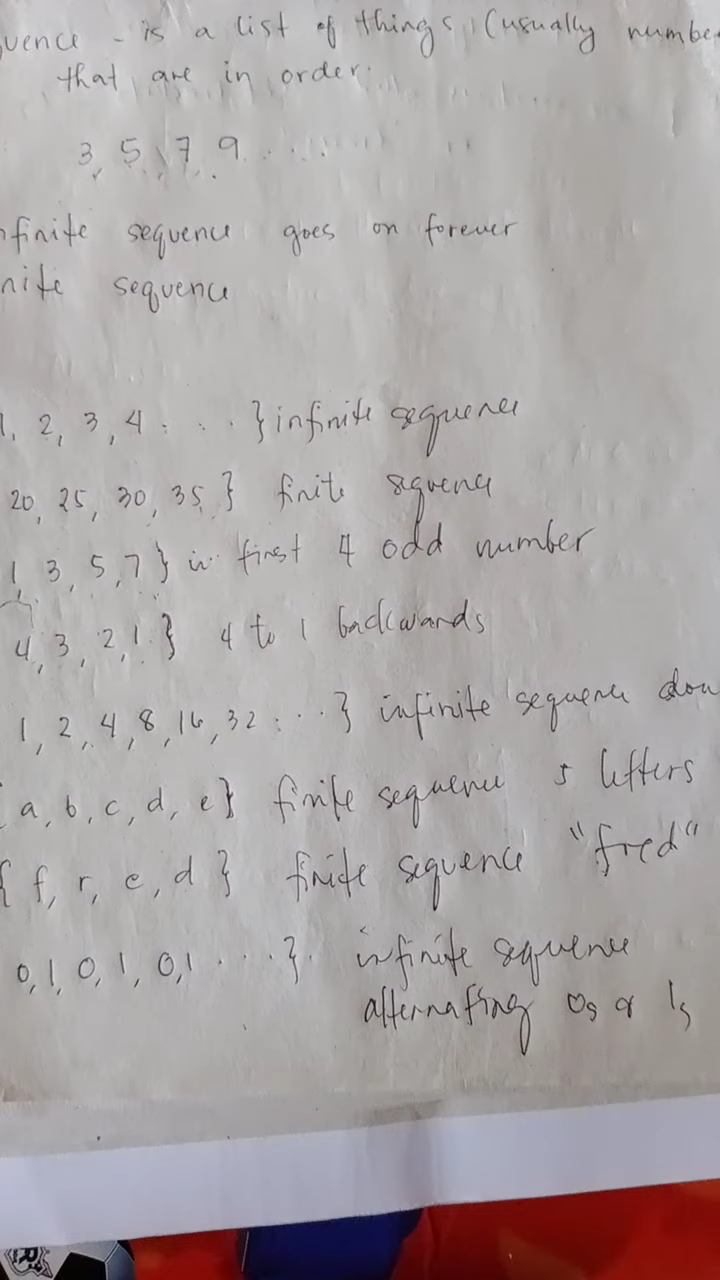 uence - is a list of things (usually numbe
that are in order.
3, 5, 7, 9 . . . . .
nfinite sequence goes on forever
nite sequence
1, 2, 3, 4 . . . } infinite sequence
20, 25, 30, 35 } finite sequence
1, 3, 5, 7 } is first 4 odd number
4, 3, 2, 1 } 4 to 1 backwards
1, 2, 4, 8, 16, 32 . . . } infinite sequence dou
{ a, b, c, d, e } finite sequence 5 letters
{ f, r, e, d } finite sequence "fred"
0, 1, 0, 1, 0, 1 . . . } infinite sequence
alternating 0s & 1s
R